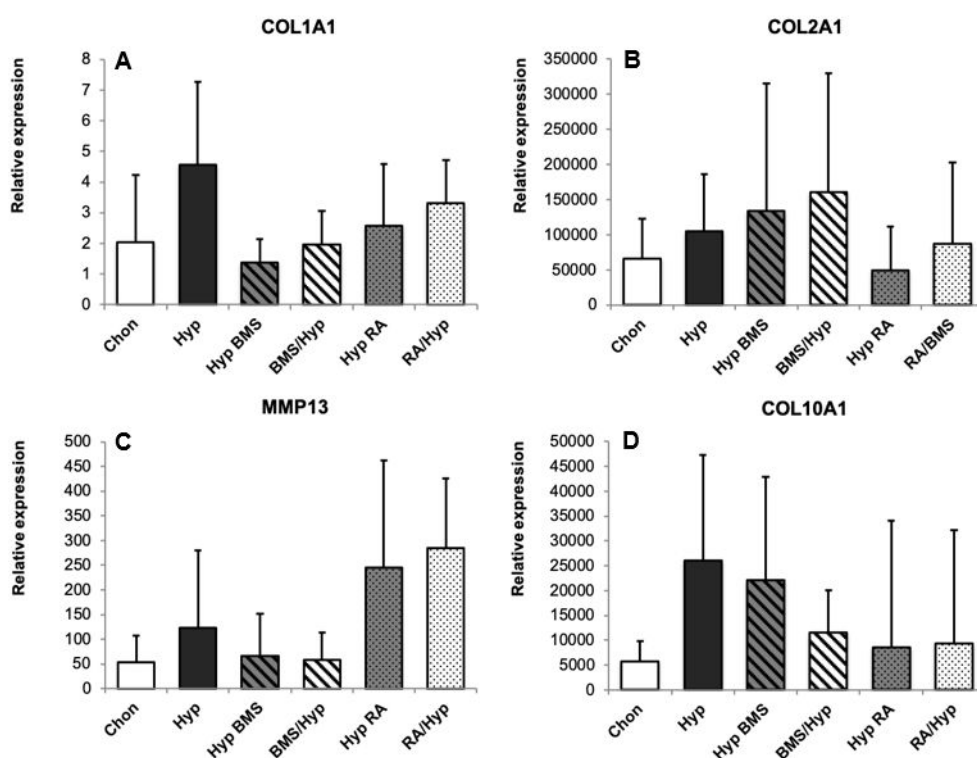 COL1A1
A
Relative expression
8
7
6
5
4
3
2
1
0
Chon
Hyp
Hyp BMS
BMS/Hyp
Hyp RA
RA/Hyp
COL2A1
B
Relative expression
350000
300000
250000
200000
150000
100000
50000
0
Chon
Hyp
Hyp BMS
BMS/Hyp
Hyp RA
RA/BMS
MMP13
C
Relative expression
500
450
400
350
300
250
200
150
100
50
0
Chon
Hyp
Hyp BMS
BMS/Hyp
Hyp RA
RA/Hyp
COL10A1
D
Relative expression
50000
45000
40000
35000
30000
25000
20000
15000
10000
5000
0
Chon
Hyp
Hyp BMS
BMS/Hyp
Hyp RA
RA/Hyp